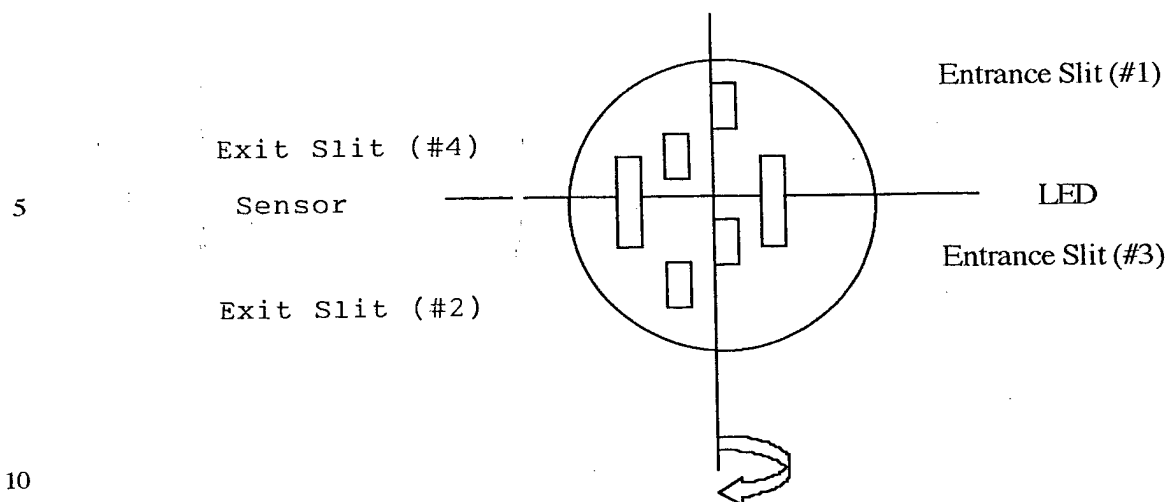 Entrance Slit (#1)
Exit Slit (#4)
5 Sensor LED
Entrance Slit (#3)
Exit Slit (#2)
10